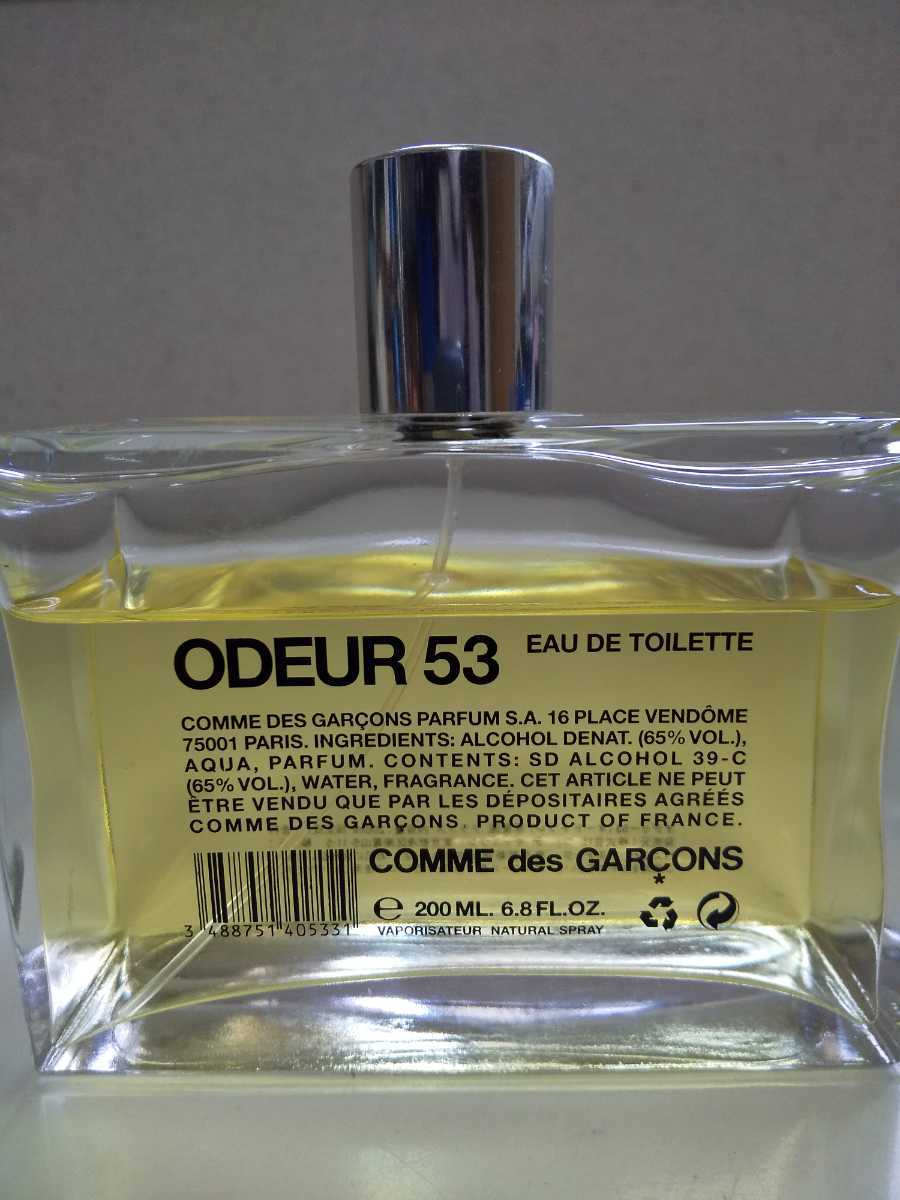 ODEUR 53 EAU DE TOILETTE
COMME DES GARÇONS PARFUM S.A. 16 PLACE VENDÔME
75001 PARIS. INGREDIENTS: ALCOHOL DENAT. (65% VOL.),
AQUA, PARFUM. CONTENTS: SD ALCOHOL 39-C
(65% VOL.), WATER, FRAGRANCE. CET ARTICLE NE PEUT
ÊTRE VENDU QUE PAR LES DÉPOSITAIRES AGRÉÉS
COMME DES GARÇONS. PRODUCT OF FRANCE.
COMME des GARÇONS
*
℮ 200 ML. 6.8 FL.OZ.
VAPORISATEUR NATURAL SPRAY
3 488751 405331